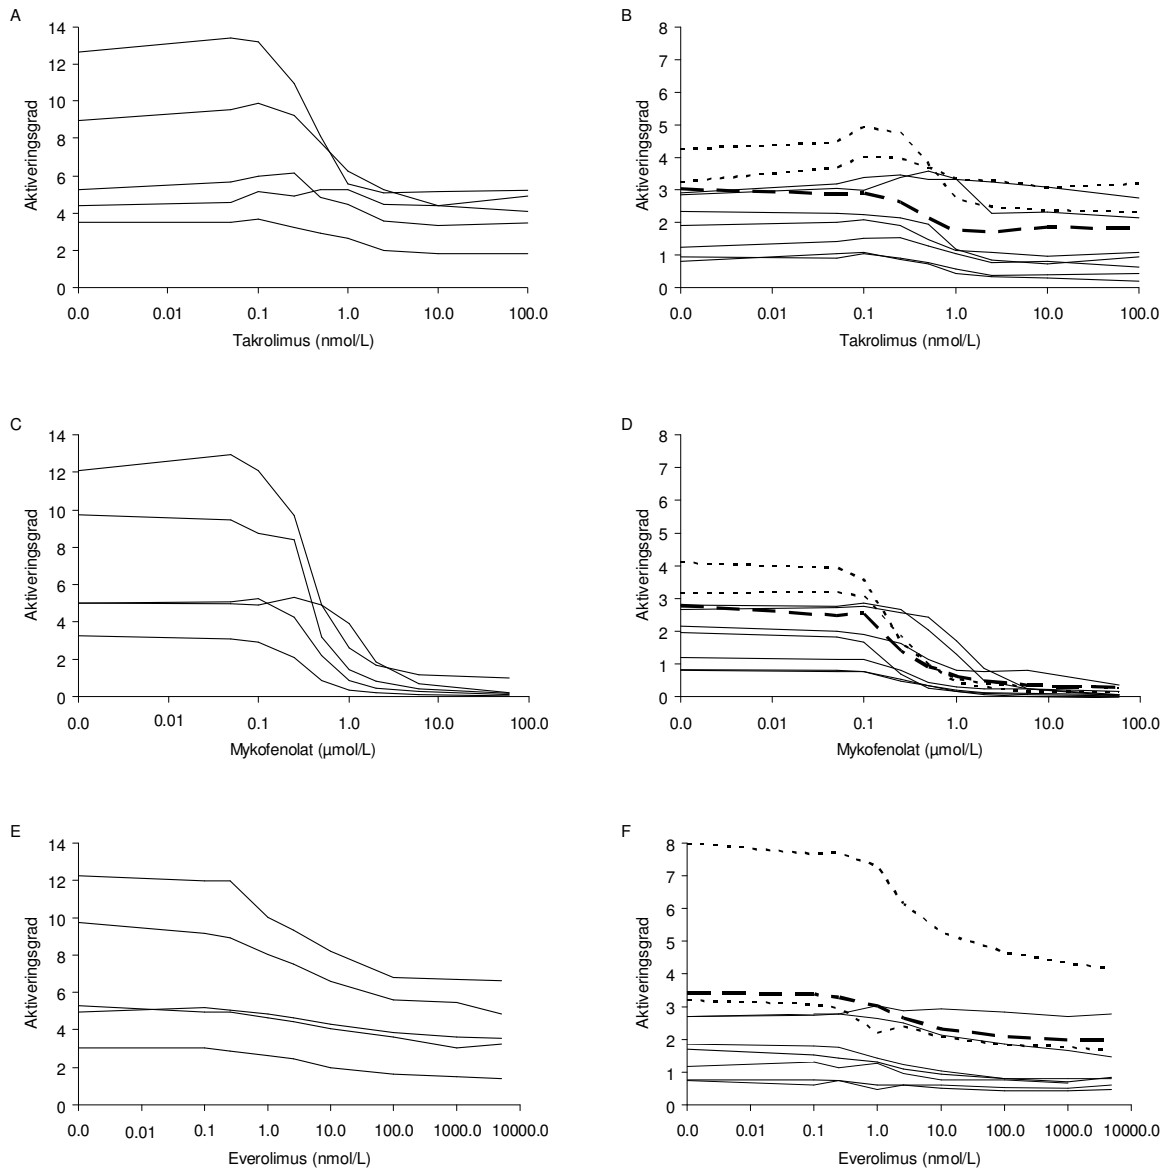 A
Aktiveringsgrad
14
12
10
8
6
4
2
0
0.0 0.01 0.1 1.0 10.0 100.0
Takrolimus (nmol/L)
B
Aktiveringsgrad
8
7
6
5
4
3
2
1
0
0.0 0.01 0.1 1.0 10.0 100.0
Takrolimus (nmol/L)
C
Aktiveringsgrad
14
12
10
8
6
4
2
0
0.0 0.01 0.1 1.0 10.0 100.0
Mykofenolat (µmol/L)
D
Aktiveringsgrad
8
7
6
5
4
3
2
1
0
0.0 0.01 0.1 1.0 10.0 100.0
Mykofenolat (µmol/L)
E
Aktiveringsgrad
14
12
10
8
6
4
2
0
0.0 0.01 0.1 1.0 10.0 100.0 1000.0 10000.0
Everolimus (nmol/L)
F
Aktiveringsgrad
8
7
6
5
4
3
2
1
0
0.0 0.01 0.1 1.0 10.0 100.0 1000.0 10000.0
Everolimus (nmol/L)